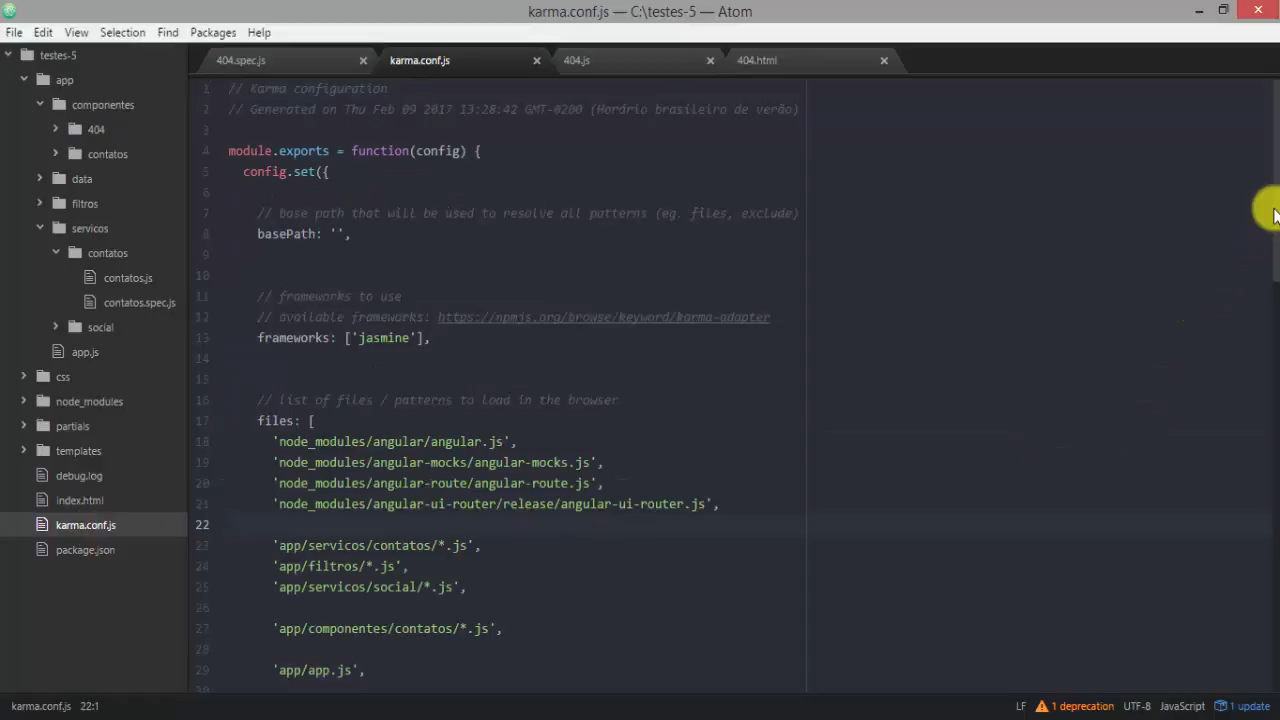 karma.conf.js — C:\testes-5 — Atom
File Edit View Selection Find Packages Help
testes-5
app
componentes
404
contatos
data
filtros
servicos
contatos
contatos.js
contatos.spec.js
social
app.js
css
node_modules
partials
templates
debug.log
index.html
karma.conf.js
package.json
404.spec.js karma.conf.js 404.js 404.html
1 // Karma configuration
2 // Generated on Thu Feb 09 2017 13:28:42 GMT-0200 (Horário brasileiro de verão)
3
4 module.exports = function(config) {
5 config.set({
6
7 // base path that will be used to resolve all patterns (eg. files, exclude)
8 basePath: '',
9
10
11 // frameworks to use
12 // available frameworks: https://npmjs.org/browse/keyword/karma-adapter
13 frameworks: ['jasmine'],
14
15
16 // list of files / patterns to load in the browser
17 files: [
18 'node_modules/angular/angular.js',
19 'node_modules/angular-mocks/angular-mocks.js',
20 'node_modules/angular-route/angular-route.js',
21 'node_modules/angular-ui-router/release/angular-ui-router.js',
22
23 'app/servicos/contatos/*.js',
24 'app/filtros/*.js',
25 'app/servicos/social/*.js',
26
27 'app/componentes/contatos/*.js',
28
29 'app/app.js',
30
karma.conf.js 22:1 LF 1 deprecation UTF-8 JavaScript 1 update